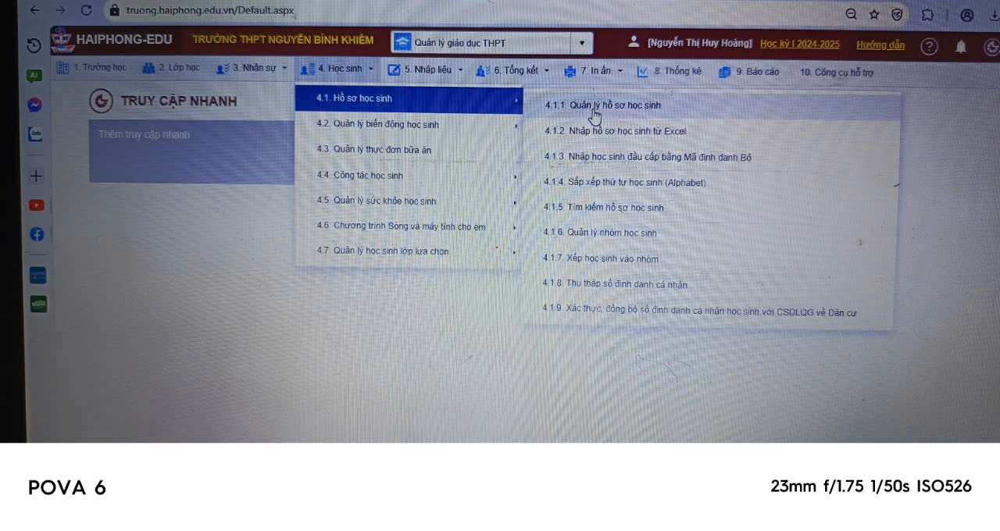 truong.haiphong.edu.vn/Default.aspx
HAIPHONG-EDU TRƯỜNG THPT NGUYỄN BỈNH KHIÊM Quản lý giáo dục THPT [Nguyễn Thị Huy Hoàng] Học kỳ I 2024-2025 Hướng dẫn ?
1. Trường học 2. Lớp học 3. Nhân sự 4. Học sinh 5. Nhập liệu 6. Tổng kết 7. In ấn 8. Thống kê 9. Báo cáo 10. Công cụ hỗ trợ
AI
Zalo
TRUY CẬP NHANH
Thêm truy cập nhanh
4.1. Hồ sơ học sinh
4.2. Quản lý biến động học sinh
4.3. Quản lý thực đơn bữa ăn
4.4. Công tác học sinh
4.5. Quản lý sức khỏe học sinh
4.6. Chương trình Sóng và máy tính cho em
4.7. Quản lý học sinh lớp lựa chọn
4.1.1. Quản lý hồ sơ học sinh
4.1.2. Nhập hồ sơ học sinh từ Excel
4.1.3. Nhập học sinh đầu cấp bằng Mã định danh Bộ
4.1.4. Sắp xếp thứ tự học sinh (Alphabet)
4.1.5. Tìm kiếm hồ sơ học sinh
4.1.6. Quản lý nhóm học sinh
4.1.7. Xếp học sinh vào nhóm
4.1.8. Thu thập số định danh cá nhân
4.1.9. Xác thực, đồng bộ số định danh cá nhân học sinh với CSDLQG về Dân cư
POVA 6
23mm f/1.75 1/50s ISO526